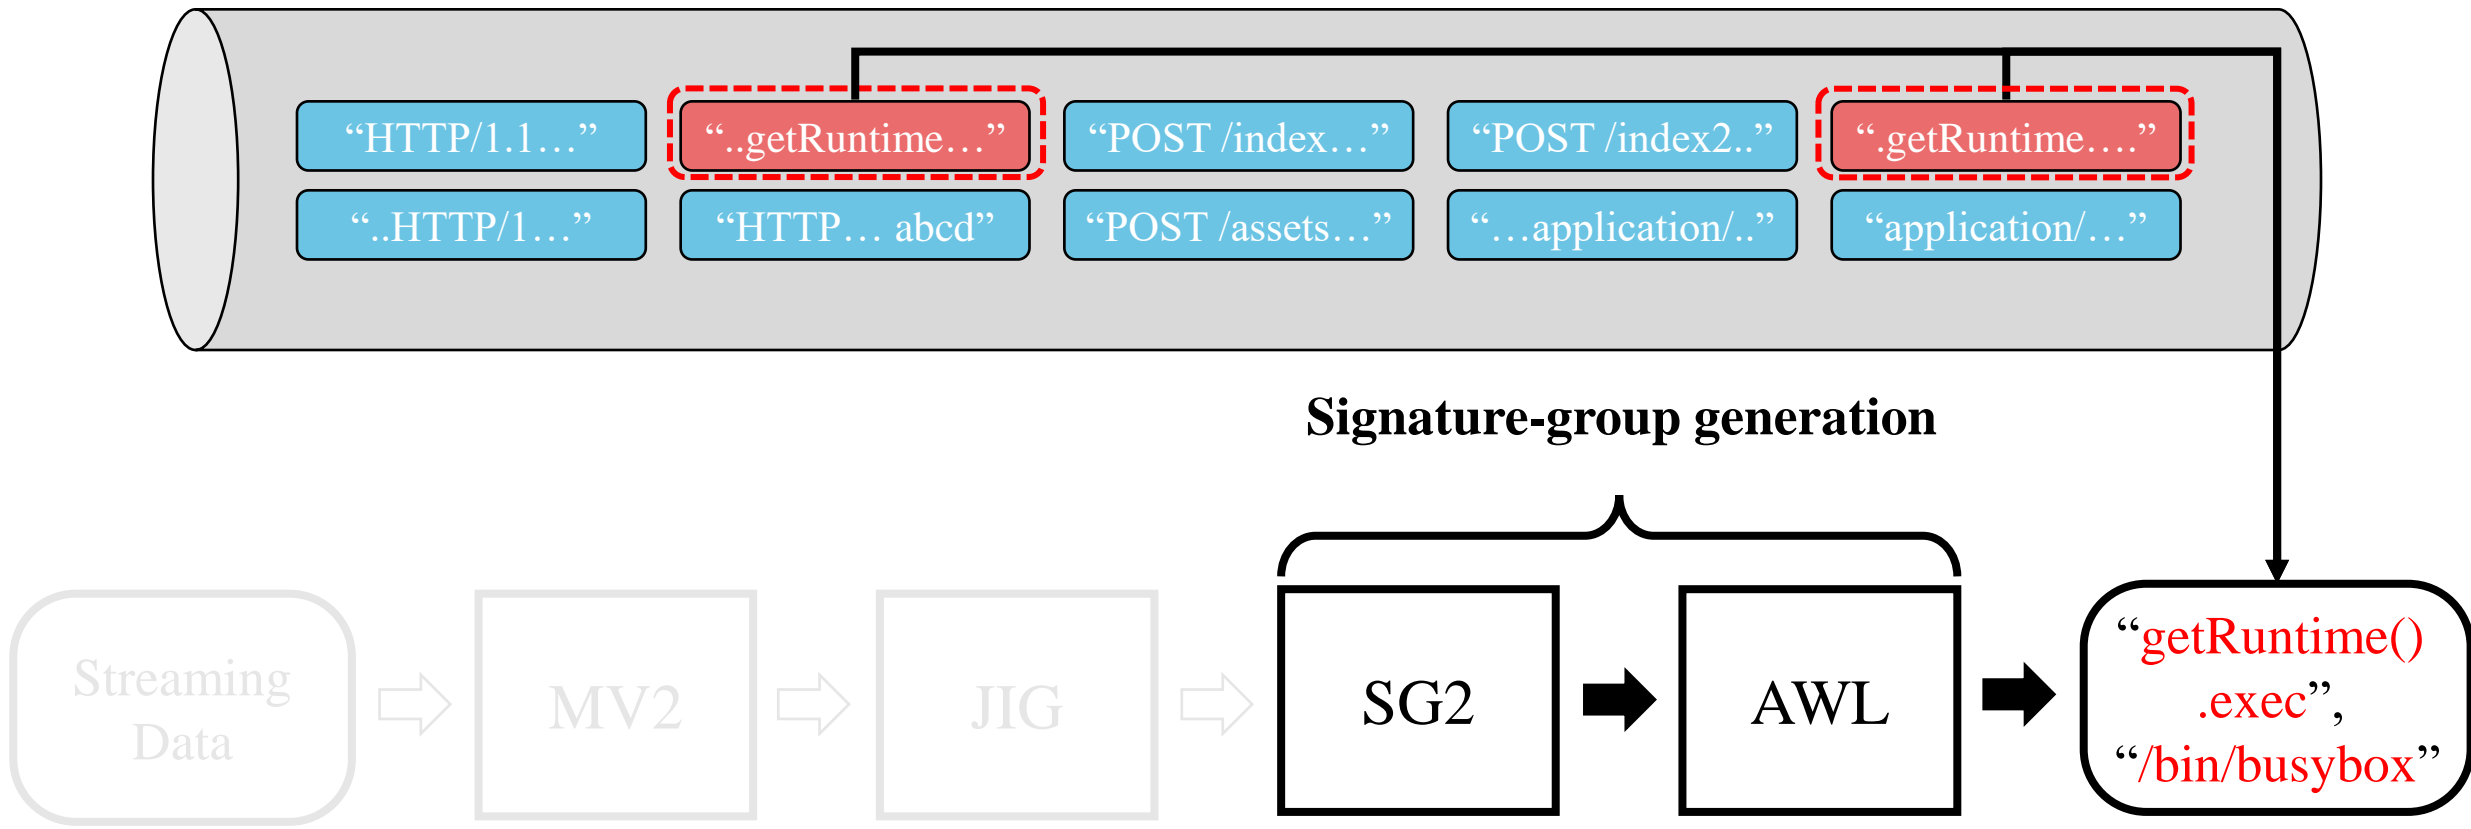 “HTTP/1.1…”
“..getRuntime…”
“POST /index…”
“POST /index2..”
“.getRuntime….”
“..HTTP/1…”
“HTTP… abcd”
“POST /assets…”
“…application/..”
“application/…”
Signature-group generation
Streaming
Data
MV2
JIG
SG2
AWL
“getRuntime()
.exec”,
“/bin/busybox”